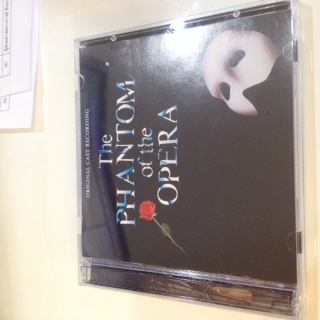 ORIGINAL CAST RECORDING
The
PHANTOM
of the
OPERA